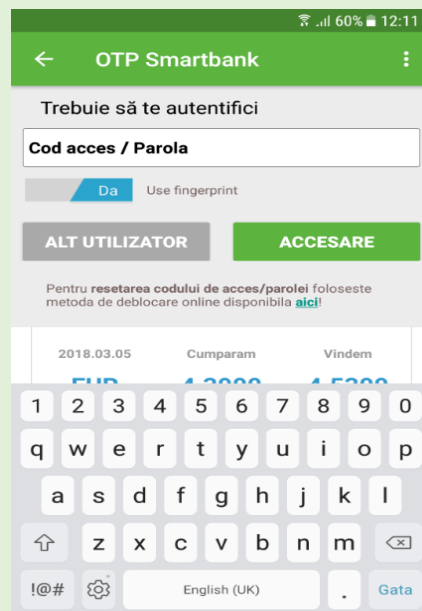 60% 12:11
OTP Smartbank
Trebuie să te autentifici
Cod acces / Parola
Da Use fingerprint
ALT UTILIZATOR ACCESARE
Pentru resetarea codului de acces/parolei foloseste
metoda de deblocare online disponibila aici!
2018.03.05 Cumparam Vindem
EUR
1 2 3 4 5 6 7 8 9 0
q w e r t y u i o p
a s d f g h j k l
z x c v b n m
!@# English (UK) . Gata